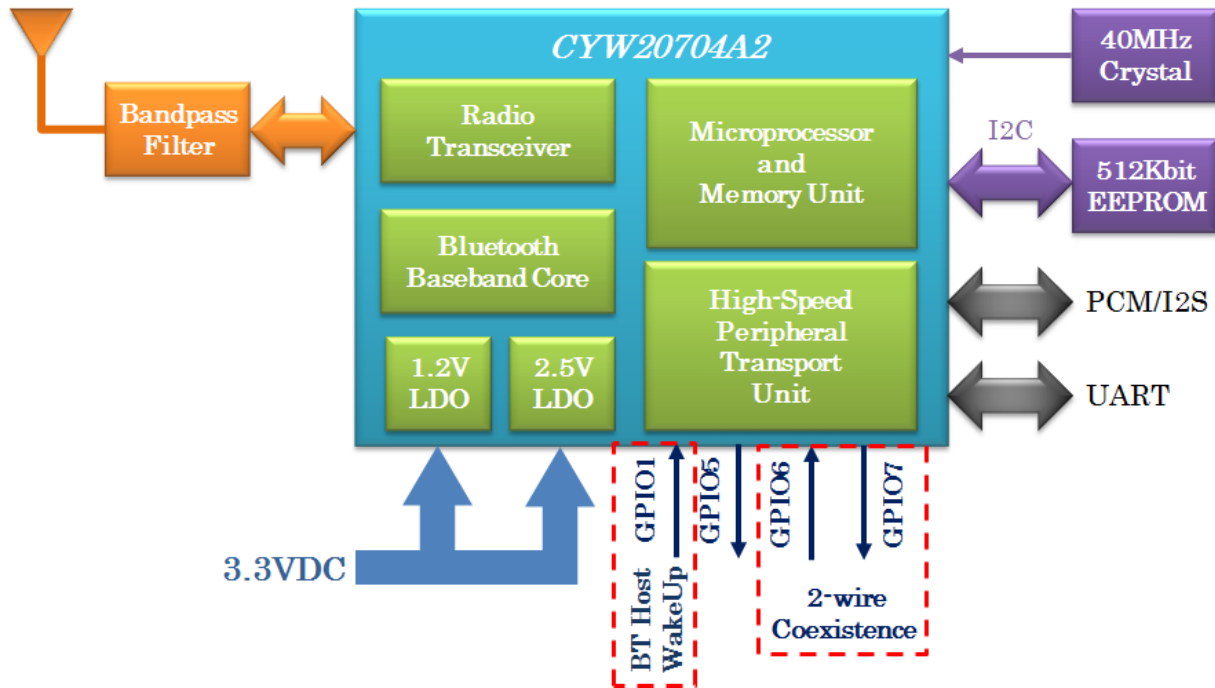 CYW20704A2
40MHz
Crystal
Bandpass
Filter
Radio
Transceiver
Microprocessor
and
Memory Unit
I2C
512Kbit
EEPROM
Bluetooth
Baseband Core
High-Speed
Peripheral
Transport
Unit
PCM/I2S
1.2V
LDO
2.5V
LDO
UART
GPIO1
GPIO5
GPIO6
GPIO7
3.3VDC
BT Host
WakeUp
2-wire
Coexistence